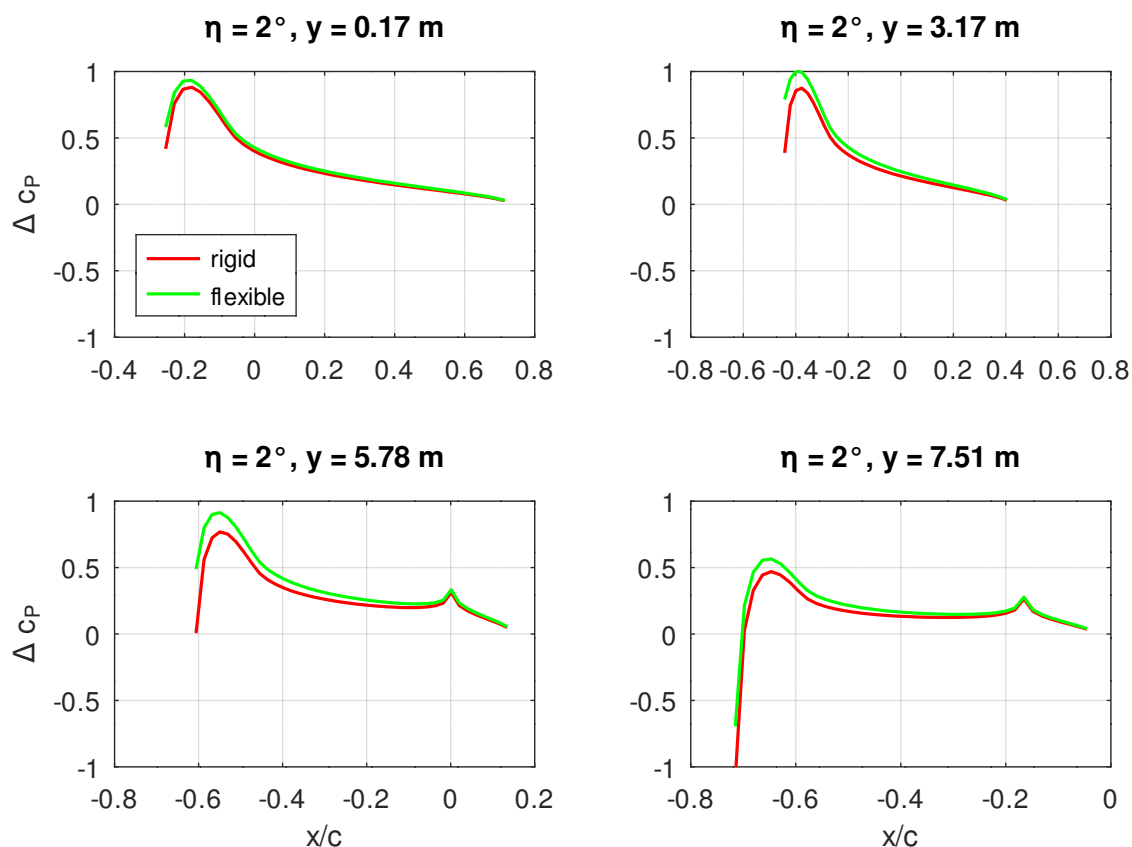 η = 2°, y = 0.17 m
η = 2°, y = 3.17 m
1
0.5
0
-0.5
-1
Δ cP
rigid
flexible
-0.4 -0.2 0 0.2 0.4 0.6 0.8
1
0.5
0
-0.5
-1
-0.8 -0.6 -0.4 -0.2 0 0.2 0.4 0.6 0.8
η = 2°, y = 5.78 m
η = 2°, y = 7.51 m
1
0.5
0
-0.5
-1
Δ cP
-0.8 -0.6 -0.4 -0.2 0 0.2
x/c
1
0.5
0
-0.5
-1
-0.8 -0.6 -0.4 -0.2 0
x/c